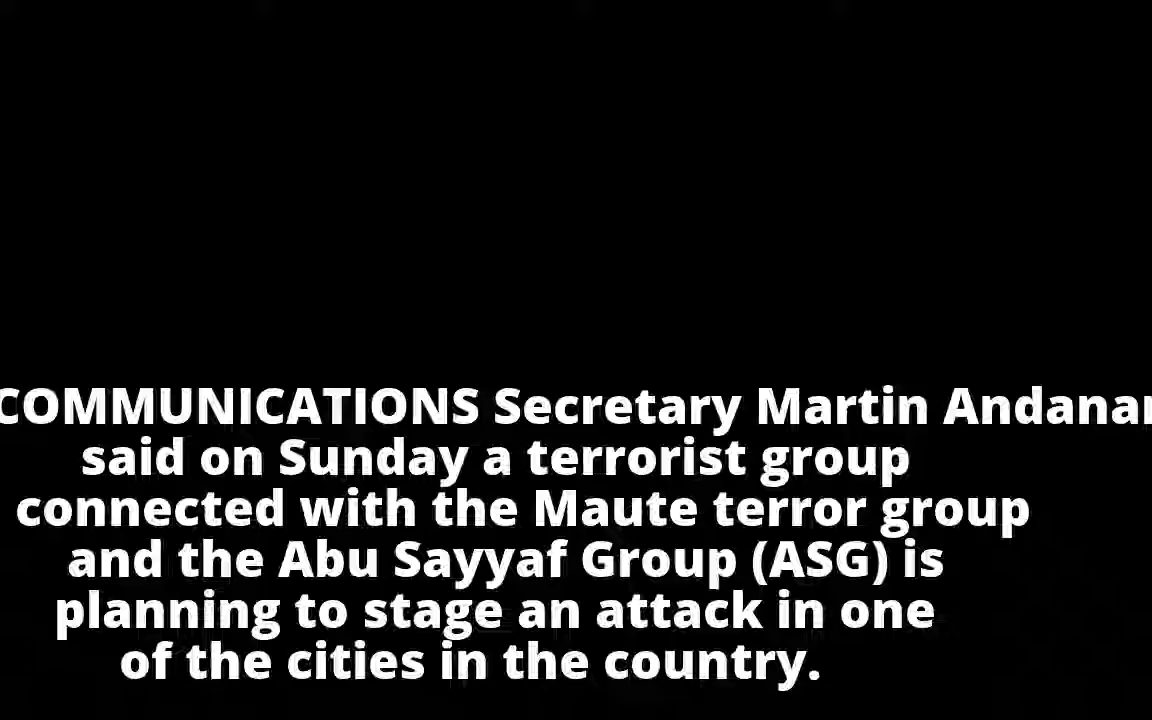 COMMUNICATIONS Secretary Martin Andanar
said on Sunday a terrorist group
connected with the Maute terror group
and the Abu Sayyaf Group (ASG) is
planning to stage an attack in one
of the cities in the country.